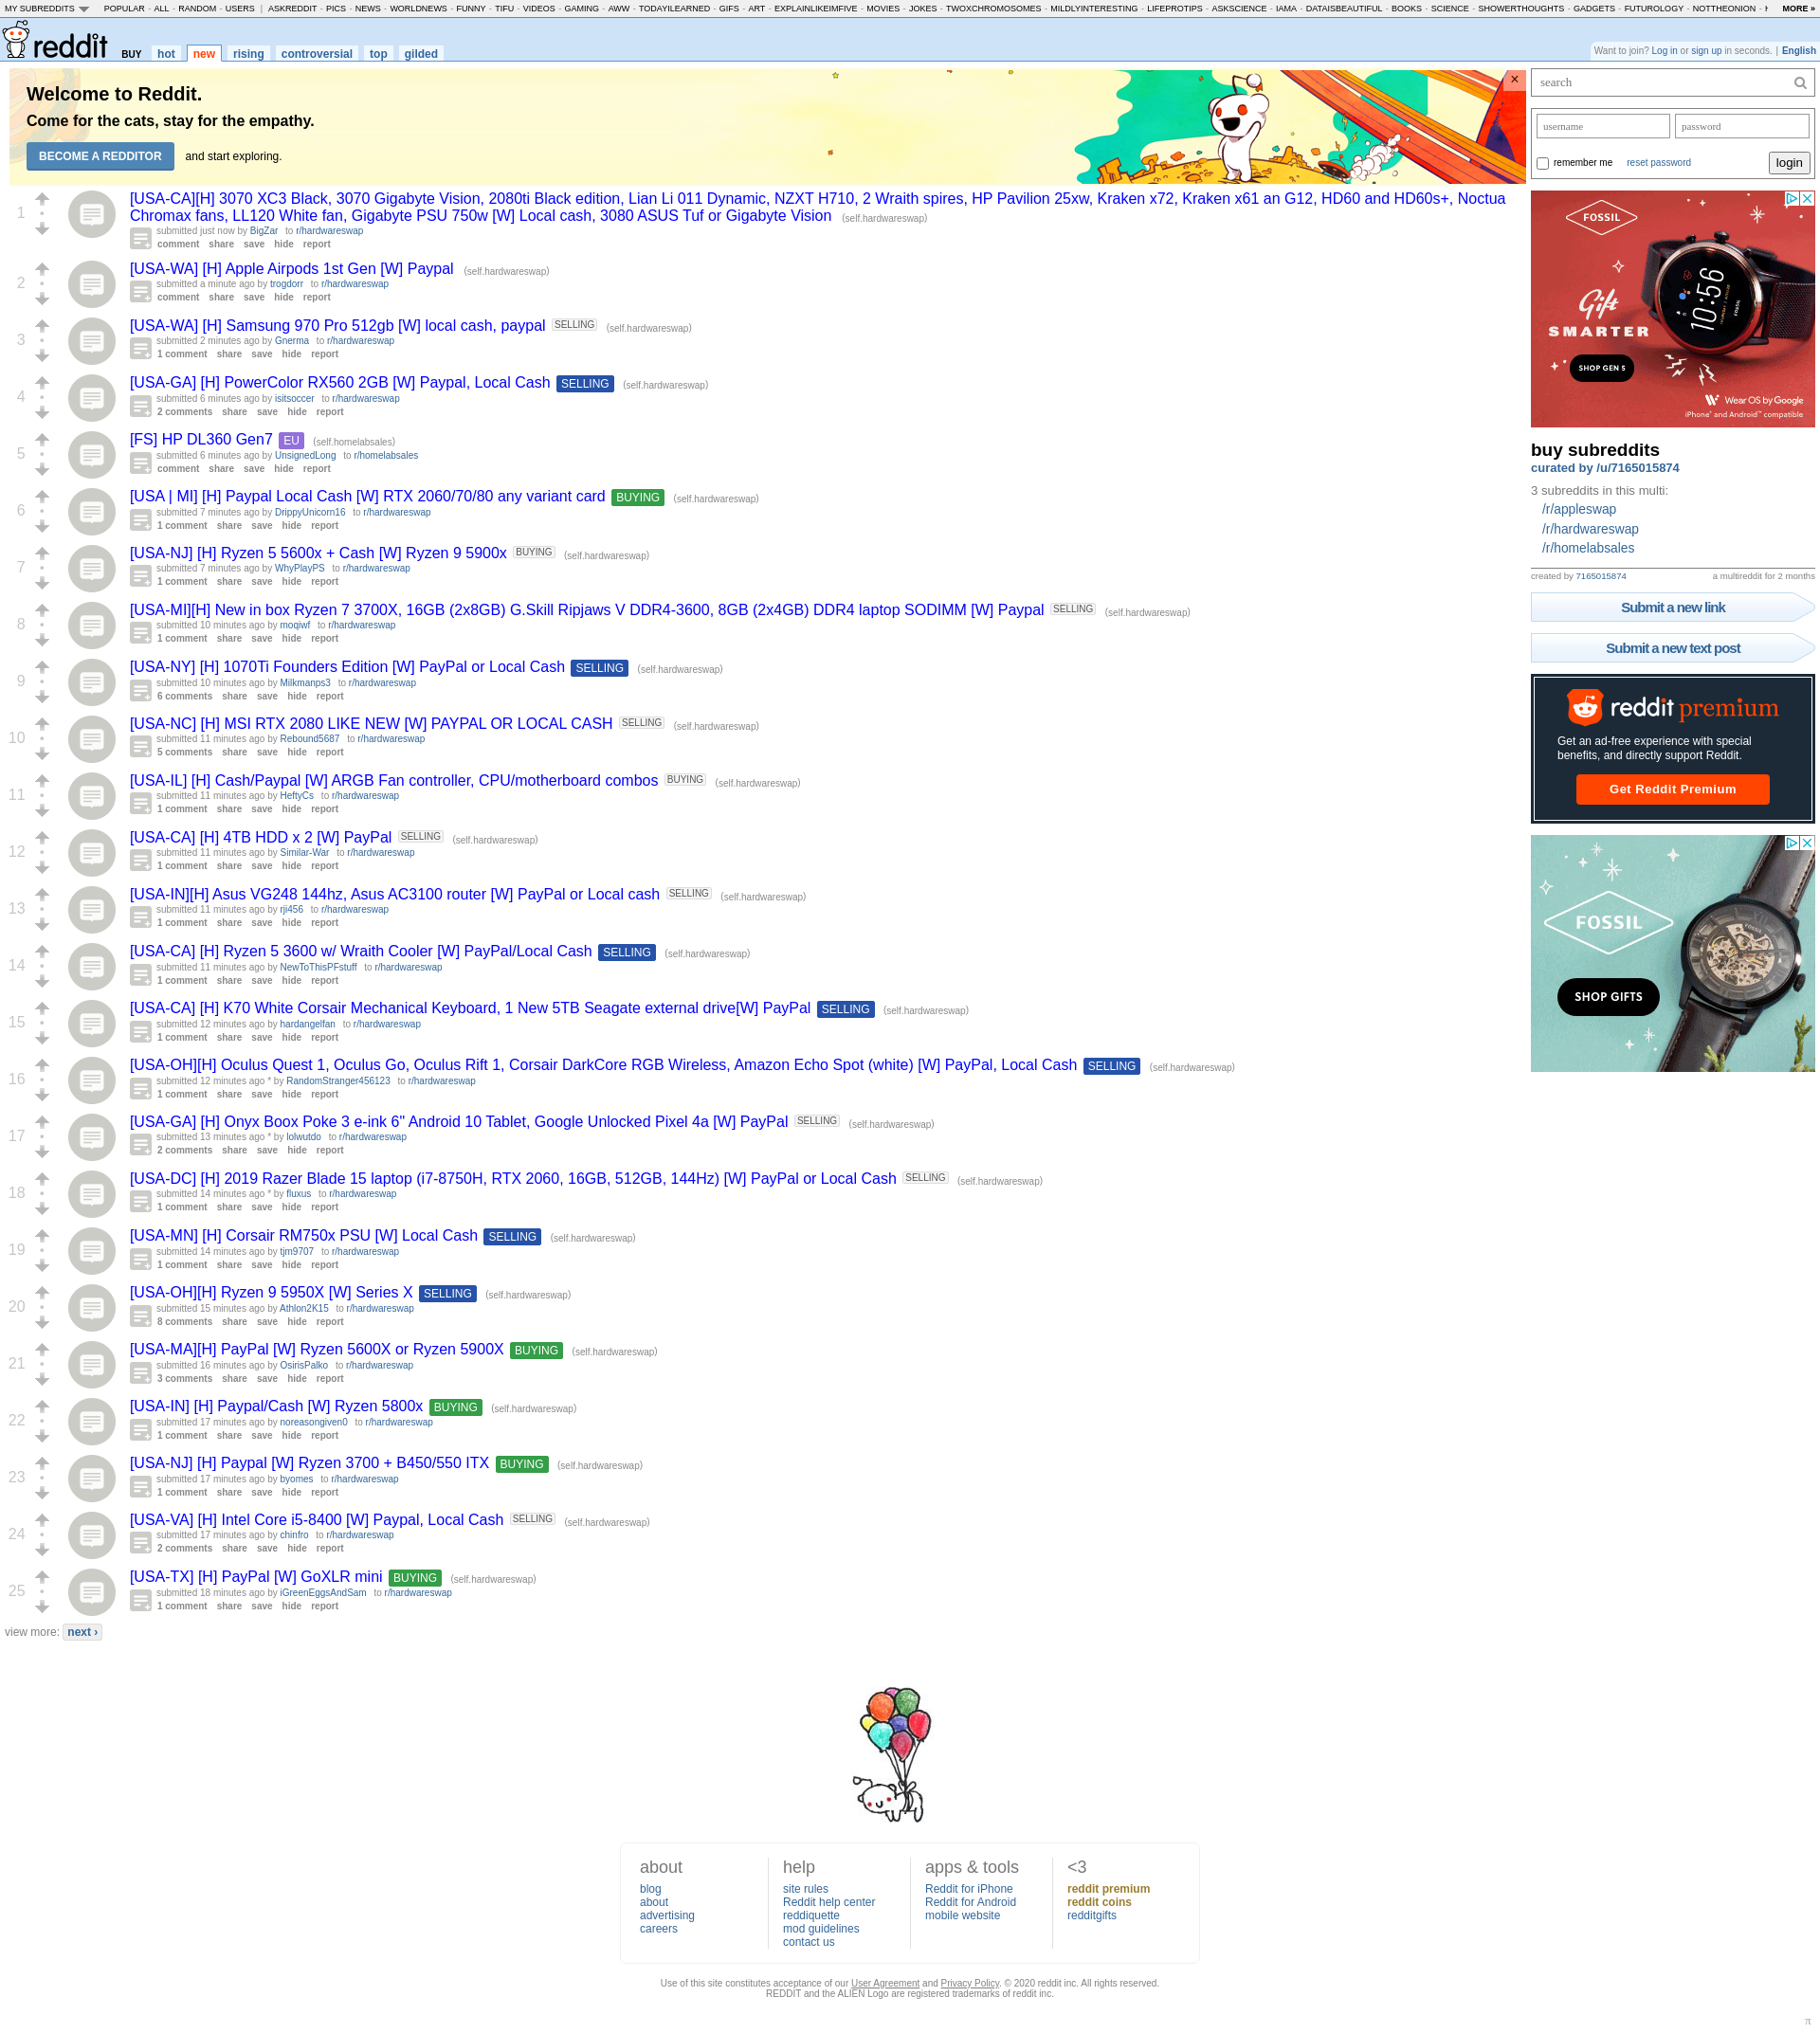 MY SUBREDDITS POPULAR - ALL - RANDOM - USERS | ASKREDDIT - PICS - NEWS - WORLDNEWS - FUNNY - TIFU - VIDEOS - GAMING - AWW - TODAYILEARNED - GIFS - ART - EXPLAINLIKEIMFIVE - MOVIES - JOKES - TWOXCHROMOSOMES - MILDLYINTERESTING - LIFEPROTIPS - ASKSCIENCE - IAMA - DATAISBEAUTIFUL - BOOKS - SCIENCE - SHOWERTHOUGHTS - GADGETS - FUTUROLOGY - NOTTHEONION - MORE »
reddit BUY hot new rising controversial top gilded
Want to join? Log in or sign up in seconds. | English
Welcome to Reddit.
Come for the cats, stay for the empathy.
BECOME A REDDITOR and start exploring.
×
1
[USA-CA][H] 3070 XC3 Black, 3070 Gigabyte Vision, 2080ti Black edition, Lian Li 011 Dynamic, NZXT H710, 2 Wraith spires, HP Pavilion 25xw, Kraken x72, Kraken x61 an G12, HD60 and HD60s+, Noctua
Chromax fans, LL120 White fan, Gigabyte PSU 750w [W] Local cash, 3080 ASUS Tuf or Gigabyte Vision (self.hardwareswap)
submitted just now by BigZar to r/hardwareswap
comment share save hide report
2
[USA-WA] [H] Apple Airpods 1st Gen [W] Paypal (self.hardwareswap)
submitted a minute ago by trogdorr to r/hardwareswap
comment share save hide report
3
[USA-WA] [H] Samsung 970 Pro 512gb [W] local cash, paypal SELLING (self.hardwareswap)
submitted 2 minutes ago by Gnerma to r/hardwareswap
1 comment share save hide report
4
[USA-GA] [H] PowerColor RX560 2GB [W] Paypal, Local Cash SELLING (self.hardwareswap)
submitted 6 minutes ago by isitsoccer to r/hardwareswap
2 comments share save hide report
5
[FS] HP DL360 Gen7 EU (self.homelabsales)
submitted 6 minutes ago by UnsignedLong to r/homelabsales
comment share save hide report
6
[USA | MI] [H] Paypal Local Cash [W] RTX 2060/70/80 any variant card BUYING (self.hardwareswap)
submitted 7 minutes ago by DrippyUnicorn16 to r/hardwareswap
1 comment share save hide report
7
[USA-NJ] [H] Ryzen 5 5600x + Cash [W] Ryzen 9 5900x BUYING (self.hardwareswap)
submitted 7 minutes ago by WhyPlayPS to r/hardwareswap
1 comment share save hide report
8
[USA-MI][H] New in box Ryzen 7 3700X, 16GB (2x8GB) G.Skill Ripjaws V DDR4-3600, 8GB (2x4GB) DDR4 laptop SODIMM [W] Paypal SELLING (self.hardwareswap)
submitted 10 minutes ago by moqiwf to r/hardwareswap
1 comment share save hide report
9
[USA-NY] [H] 1070Ti Founders Edition [W] PayPal or Local Cash SELLING (self.hardwareswap)
submitted 10 minutes ago by Milkmanps3 to r/hardwareswap
6 comments share save hide report
10
[USA-NC] [H] MSI RTX 2080 LIKE NEW [W] PAYPAL OR LOCAL CASH SELLING (self.hardwareswap)
submitted 11 minutes ago by Rebound5687 to r/hardwareswap
5 comments share save hide report
11
[USA-IL] [H] Cash/Paypal [W] ARGB Fan controller, CPU/motherboard combos BUYING (self.hardwareswap)
submitted 11 minutes ago by HeftyCs to r/hardwareswap
1 comment share save hide report
12
[USA-CA] [H] 4TB HDD x 2 [W] PayPal SELLING (self.hardwareswap)
submitted 11 minutes ago by Similar-War to r/hardwareswap
1 comment share save hide report
13
[USA-IN][H] Asus VG248 144hz, Asus AC3100 router [W] PayPal or Local cash SELLING (self.hardwareswap)
submitted 11 minutes ago by rji456 to r/hardwareswap
1 comment share save hide report
14
[USA-CA] [H] Ryzen 5 3600 w/ Wraith Cooler [W] PayPal/Local Cash SELLING (self.hardwareswap)
submitted 11 minutes ago by NewToThisPFstuff to r/hardwareswap
1 comment share save hide report
15
[USA-CA] [H] K70 White Corsair Mechanical Keyboard, 1 New 5TB Seagate external drive[W] PayPal SELLING (self.hardwareswap)
submitted 12 minutes ago by hardangelfan to r/hardwareswap
1 comment share save hide report
16
[USA-OH][H] Oculus Quest 1, Oculus Go, Oculus Rift 1, Corsair DarkCore RGB Wireless, Amazon Echo Spot (white) [W] PayPal, Local Cash SELLING (self.hardwareswap)
submitted 12 minutes ago * by RandomStranger456123 to r/hardwareswap
1 comment share save hide report
17
[USA-GA] [H] Onyx Boox Poke 3 e-ink 6" Android 10 Tablet, Google Unlocked Pixel 4a [W] PayPal SELLING (self.hardwareswap)
submitted 13 minutes ago * by lolwutdo to r/hardwareswap
2 comments share save hide report
18
[USA-DC] [H] 2019 Razer Blade 15 laptop (i7-8750H, RTX 2060, 16GB, 512GB, 144Hz) [W] PayPal or Local Cash SELLING (self.hardwareswap)
submitted 14 minutes ago * by fluxus to r/hardwareswap
1 comment share save hide report
19
[USA-MN] [H] Corsair RM750x PSU [W] Local Cash SELLING (self.hardwareswap)
submitted 14 minutes ago by tjm9707 to r/hardwareswap
1 comment share save hide report
20
[USA-OH][H] Ryzen 9 5950X [W] Series X SELLING (self.hardwareswap)
submitted 15 minutes ago by Athlon2K15 to r/hardwareswap
8 comments share save hide report
21
[USA-MA][H] PayPal [W] Ryzen 5600X or Ryzen 5900X BUYING (self.hardwareswap)
submitted 16 minutes ago by OsirisPalko to r/hardwareswap
3 comments share save hide report
22
[USA-IN] [H] Paypal/Cash [W] Ryzen 5800x BUYING (self.hardwareswap)
submitted 17 minutes ago by noreasongiven0 to r/hardwareswap
1 comment share save hide report
23
[USA-NJ] [H] Paypal [W] Ryzen 3700 + B450/550 ITX BUYING (self.hardwareswap)
submitted 17 minutes ago by byomes to r/hardwareswap
1 comment share save hide report
24
[USA-VA] [H] Intel Core i5-8400 [W] Paypal, Local Cash SELLING (self.hardwareswap)
submitted 17 minutes ago by chinfro to r/hardwareswap
2 comments share save hide report
25
[USA-TX] [H] PayPal [W] GoXLR mini BUYING (self.hardwareswap)
submitted 18 minutes ago by iGreenEggsAndSam to r/hardwareswap
1 comment share save hide report
view more: next ›
search
username password
remember me reset password login
FOSSIL
Gift
SMARTER
SHOP GEN 5
10:56
Wear OS by Google
iPhone® and Android™ compatible
buy subreddits
curated by /u/7165015874
3 subreddits in this multi:
/r/appleswap
/r/hardwareswap
/r/homelabsales
created by 7165015874 a multireddit for 2 months
Submit a new link
Submit a new text post
reddit premium
Get an ad-free experience with special
benefits, and directly support Reddit.
Get Reddit Premium
FOSSIL
SHOP GIFTS
about
blog
about
advertising
careers
help
site rules
Reddit help center
reddiquette
mod guidelines
contact us
apps & tools
Reddit for iPhone
Reddit for Android
mobile website
<3
reddit premium
reddit coins
redditgifts
Use of this site constitutes acceptance of our User Agreement and Privacy Policy. © 2020 reddit inc. All rights reserved.
REDDIT and the ALIEN Logo are registered trademarks of reddit inc.
π